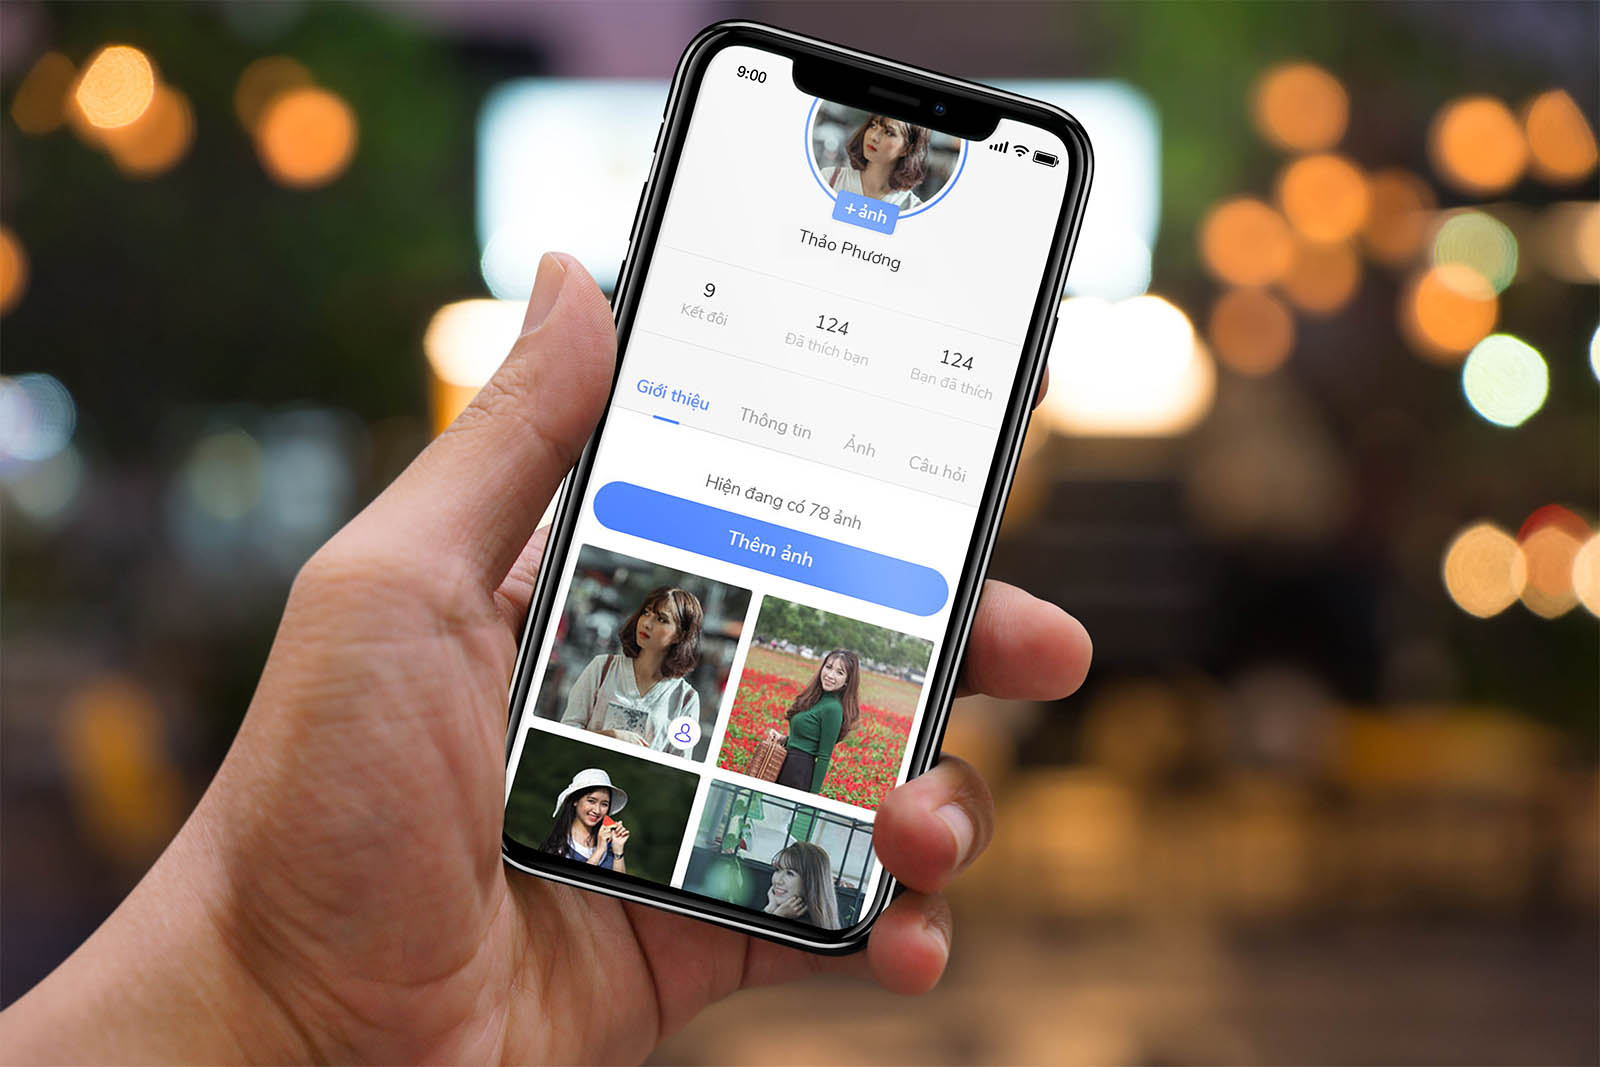 9:00
+ ảnh
Thảo Phương
9
Kết đôi
124
Đã thích bạn
124
Bạn đã thích
Giới thiệu
Thông tin
Ảnh
Câu hỏi
Hiện đang có 78 ảnh
Thêm ảnh